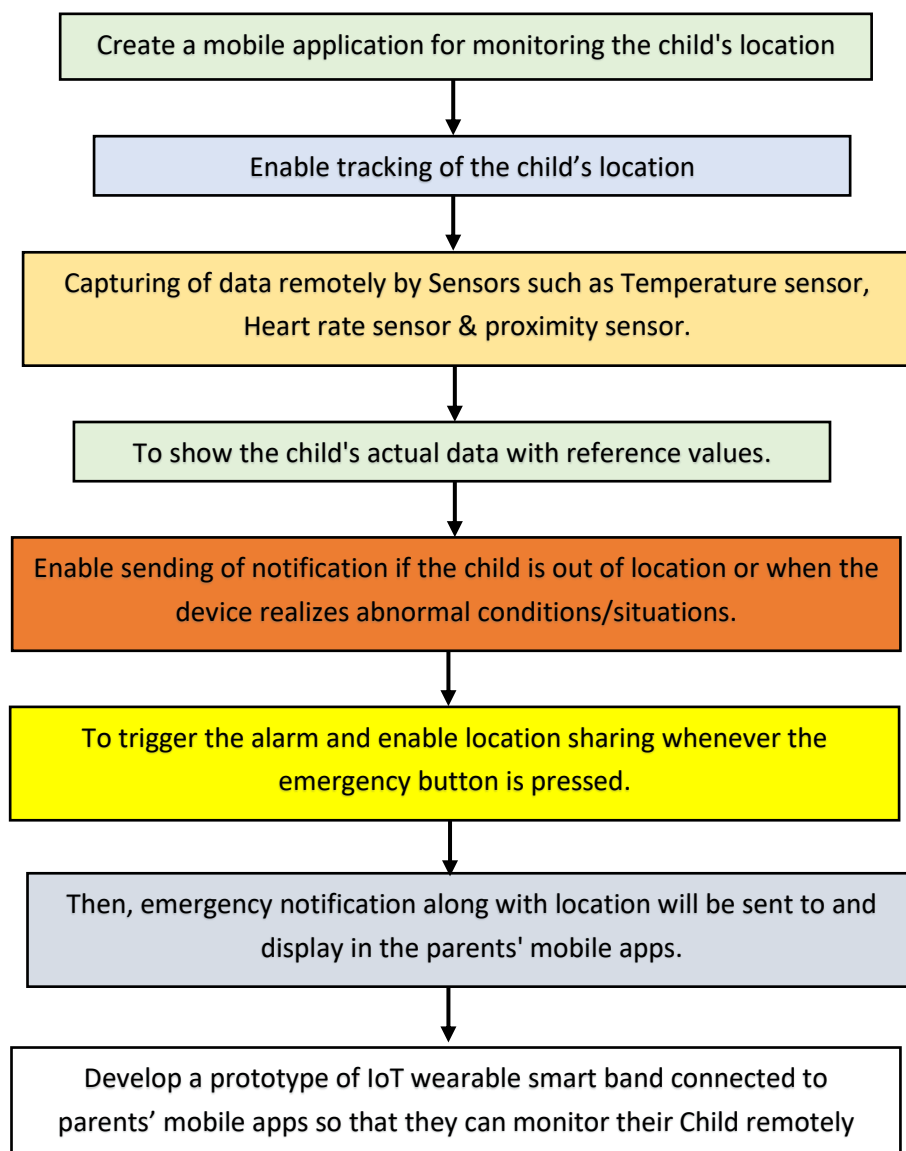 Create a mobile application for monitoring the child's location
Enable tracking of the child’s location
Capturing of data remotely by Sensors such as Temperature sensor,
Heart rate sensor & proximity sensor.
To show the child's actual data with reference values.
Enable sending of notification if the child is out of location or when the
device realizes abnormal conditions/situations.
To trigger the alarm and enable location sharing whenever the
emergency button is pressed.
Then, emergency notification along with location will be sent to and
display in the parents' mobile apps.
Develop a prototype of IoT wearable smart band connected to
parents’ mobile apps so that they can monitor their Child remotely